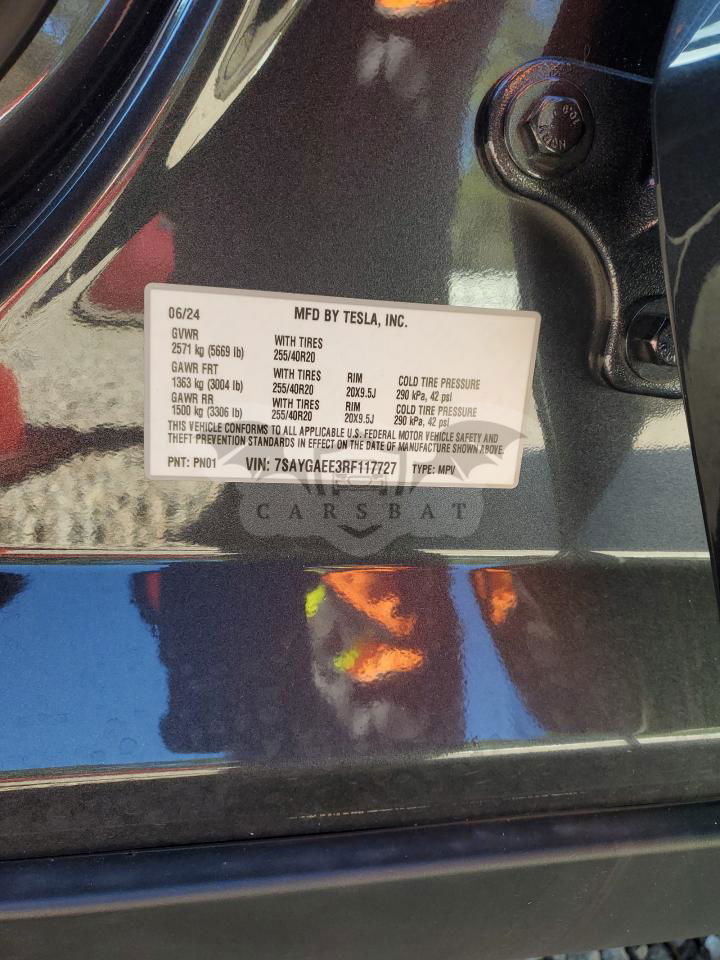 06/24 MFD BY TESLA, INC.
GVWR
2571 kg (5669 lb) WITH TIRES 255/40R20
GAWR FRT
1363 kg (3004 lb) WITH TIRES 255/40R20 RIM 20X9.5J COLD TIRE PRESSURE 290 kPa, 42 psi
GAWR RR
1500 kg (3306 lb) WITH TIRES 255/40R20 RIM 20X9.5J COLD TIRE PRESSURE 290 kPa, 42 psi
THIS VEHICLE CONFORMS TO ALL APPLICABLE U.S. FEDERAL MOTOR VEHICLE SAFETY AND
THEFT PREVENTION STANDARDS IN EFFECT ON THE DATE OF MANUFACTURE SHOWN ABOVE.
PNT: PN01 VIN: 7SAYGAEE3RF117727 TYPE: MPV
CARSBAT
10.9